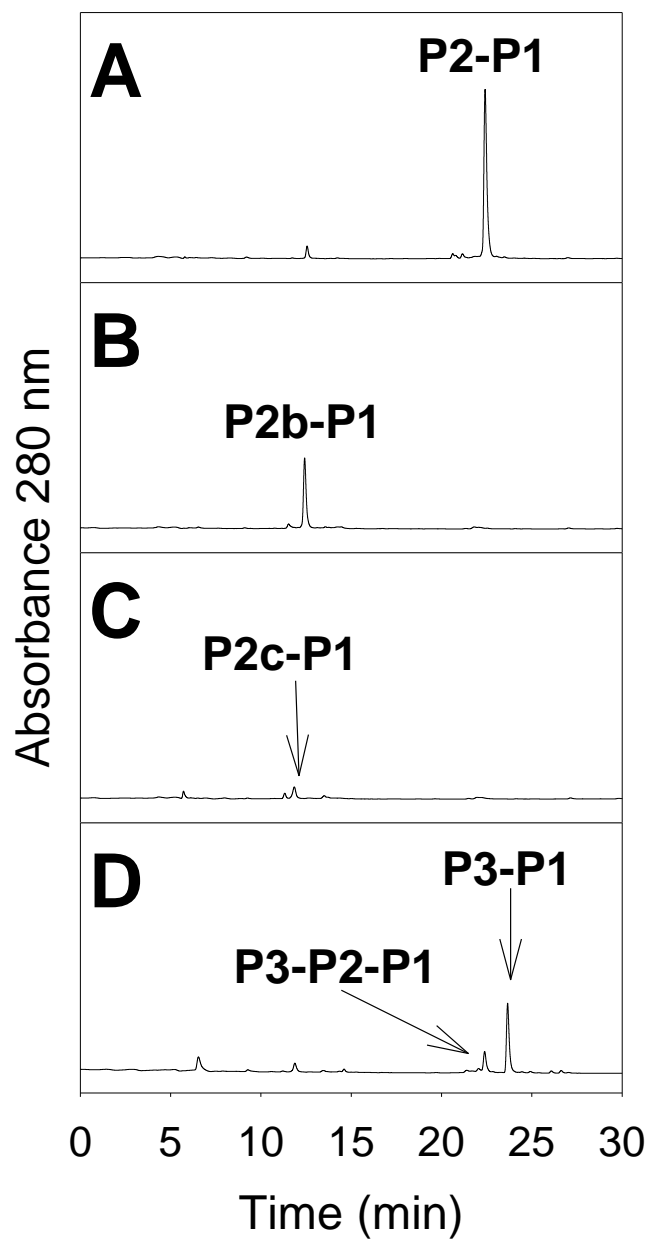 A
P2-P1
B
P2b-P1
C
P2c-P1
D
P3-P1
P3-P2-P1
Absorbance 280 nm
0 5 10 15 20 25 30
Time (min)